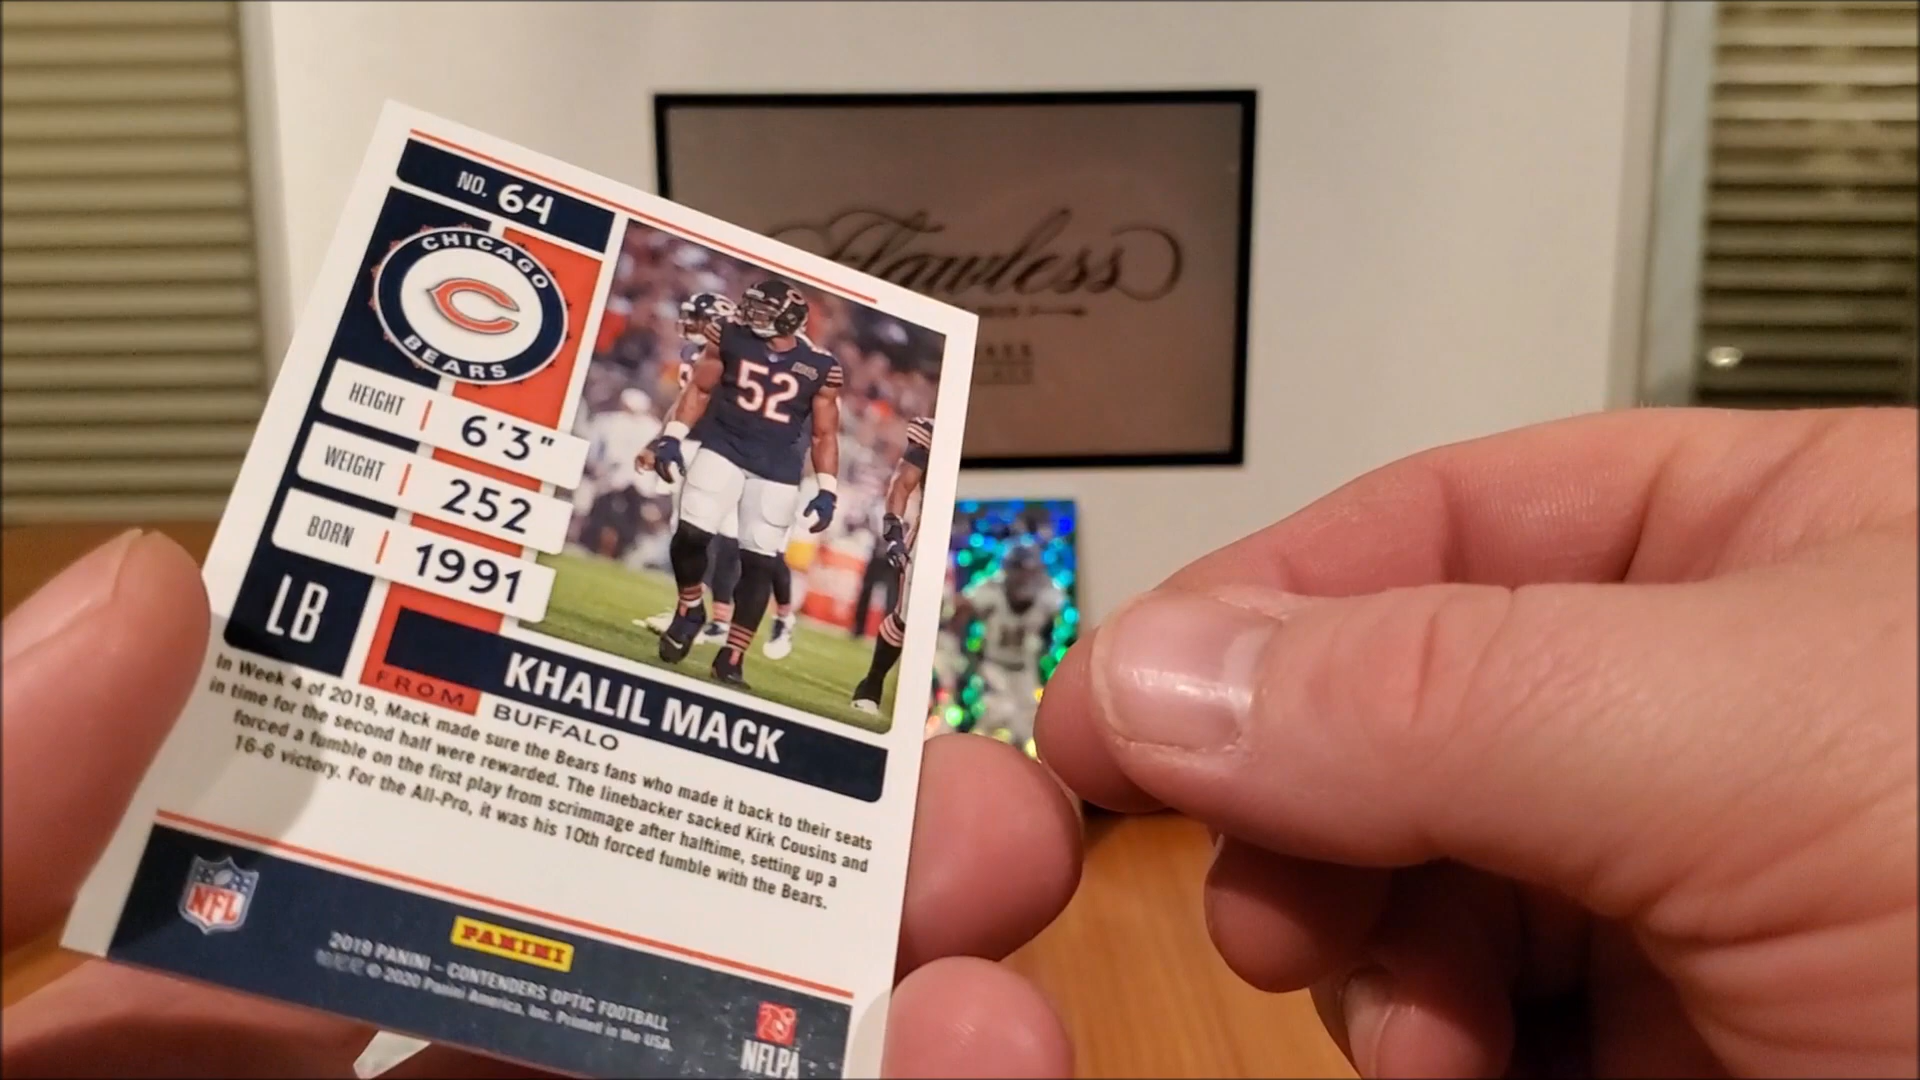 NO. 64
CHICAGO
BEARS
HEIGHT 6'3"
WEIGHT 252
BORN 1991
LB
52
KHALIL MACK
FROM BUFFALO
In Week 4 of 2019, Mack made sure the Bears fans who made it back to their seats
in time for the second half were rewarded. The linebacker sacked Kirk Cousins and
forced a fumble on the first play from scrimmage after halftime, setting up a
16-6 victory. For the All-Pro, it was his 10th forced fumble with the Bears.
NFL
PANINI
2019 PANINI – CONTENDERS OPTIC FOOTBALL
© 2020 Panini America, Inc. Printed in the USA.
NFLPA
Flawless